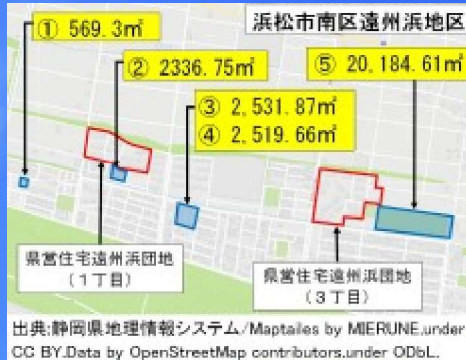 浜松市南区遠州浜地区
① 569.3㎡
② 2336.75㎡
⑤ 20,184.61㎡
③ 2,531.87㎡
④ 2,519.66㎡
県営住宅遠州浜団地
（１丁目）
県営住宅遠州浜団地
（３丁目）
出典:静岡県地理情報システム/Maptailes by MIERUNE.under
CC BY.Data by OpenStreetMap contributors.under ODbL.